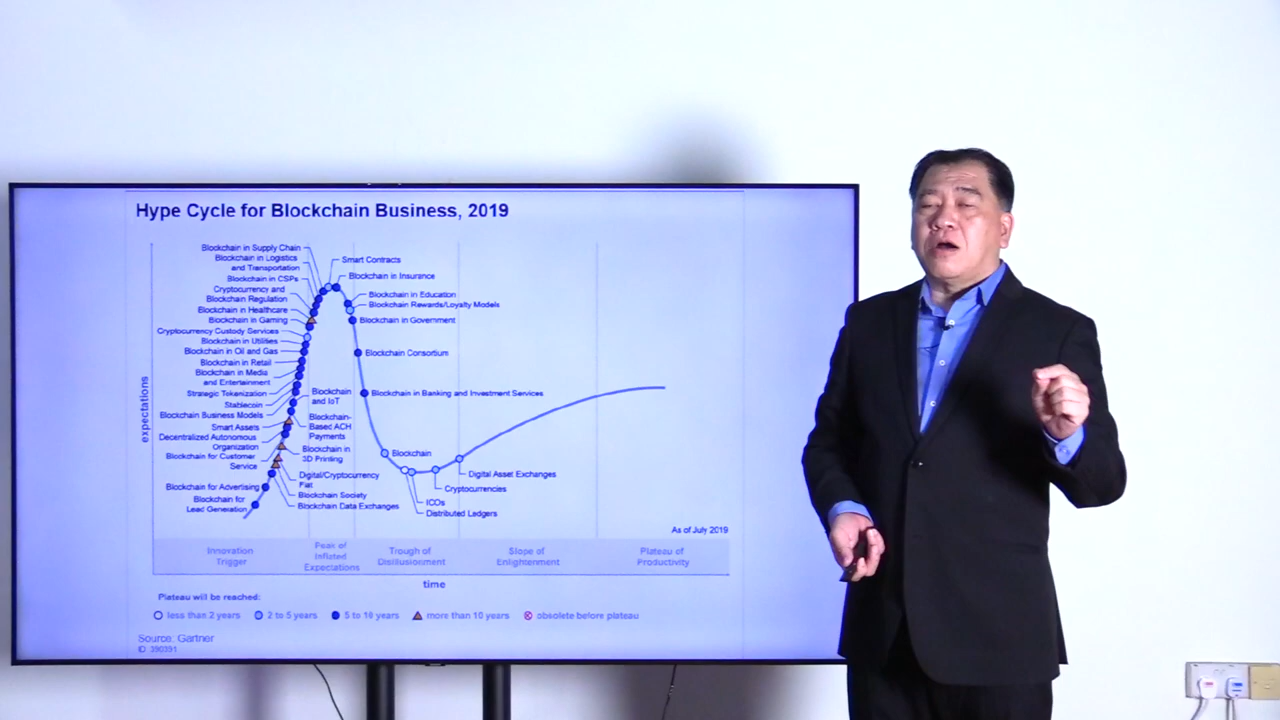 Hype Cycle for Blockchain Business, 2019
Blockchain in Supply Chain
Blockchain in Logistics
and Transportation
Blockchain in CSPs
Cryptocurrency and
Blockchain Regulation
Blockchain in Healthcare
Blockchain in Gaming
Cryptocurrency Custody Services
Blockchain in Utilities
Blockchain in Oil and Gas
Blockchain in Retail
Blockchain in Media
and Entertainment
Strategic Tokenization
Stablecoin
Blockchain Business Models
Smart Assets
Decentralized Autonomous
Organization
Blockchain for Customer
Service
Blockchain for Advertising
Blockchain for
Lead Generation
Smart Contracts
Blockchain in Insurance
Blockchain in Education
Blockchain Rewards/Loyalty Models
Blockchain in Government
Blockchain Consortium
Blockchain in Banking and Investment Services
Blockchain
and IoT
Blockchain-
Based ACH
Payments
Blockchain in
3D Printing
Digital/Cryptocurrency
Fiat
Blockchain Society
Blockchain Data Exchanges
Blockchain
Digital Asset Exchanges
Cryptocurrencies
ICOs
Distributed Ledgers
expectations
As of July 2019
Innovation
Trigger
Peak of
Inflated
Expectations
Trough of
Disillusionment
Slope of
Enlightenment
Plateau of
Productivity
time
Plateau will be reached:
less than 2 years 2 to 5 years 5 to 10 years more than 10 years obsolete before plateau
Source: Gartner
ID: 390391